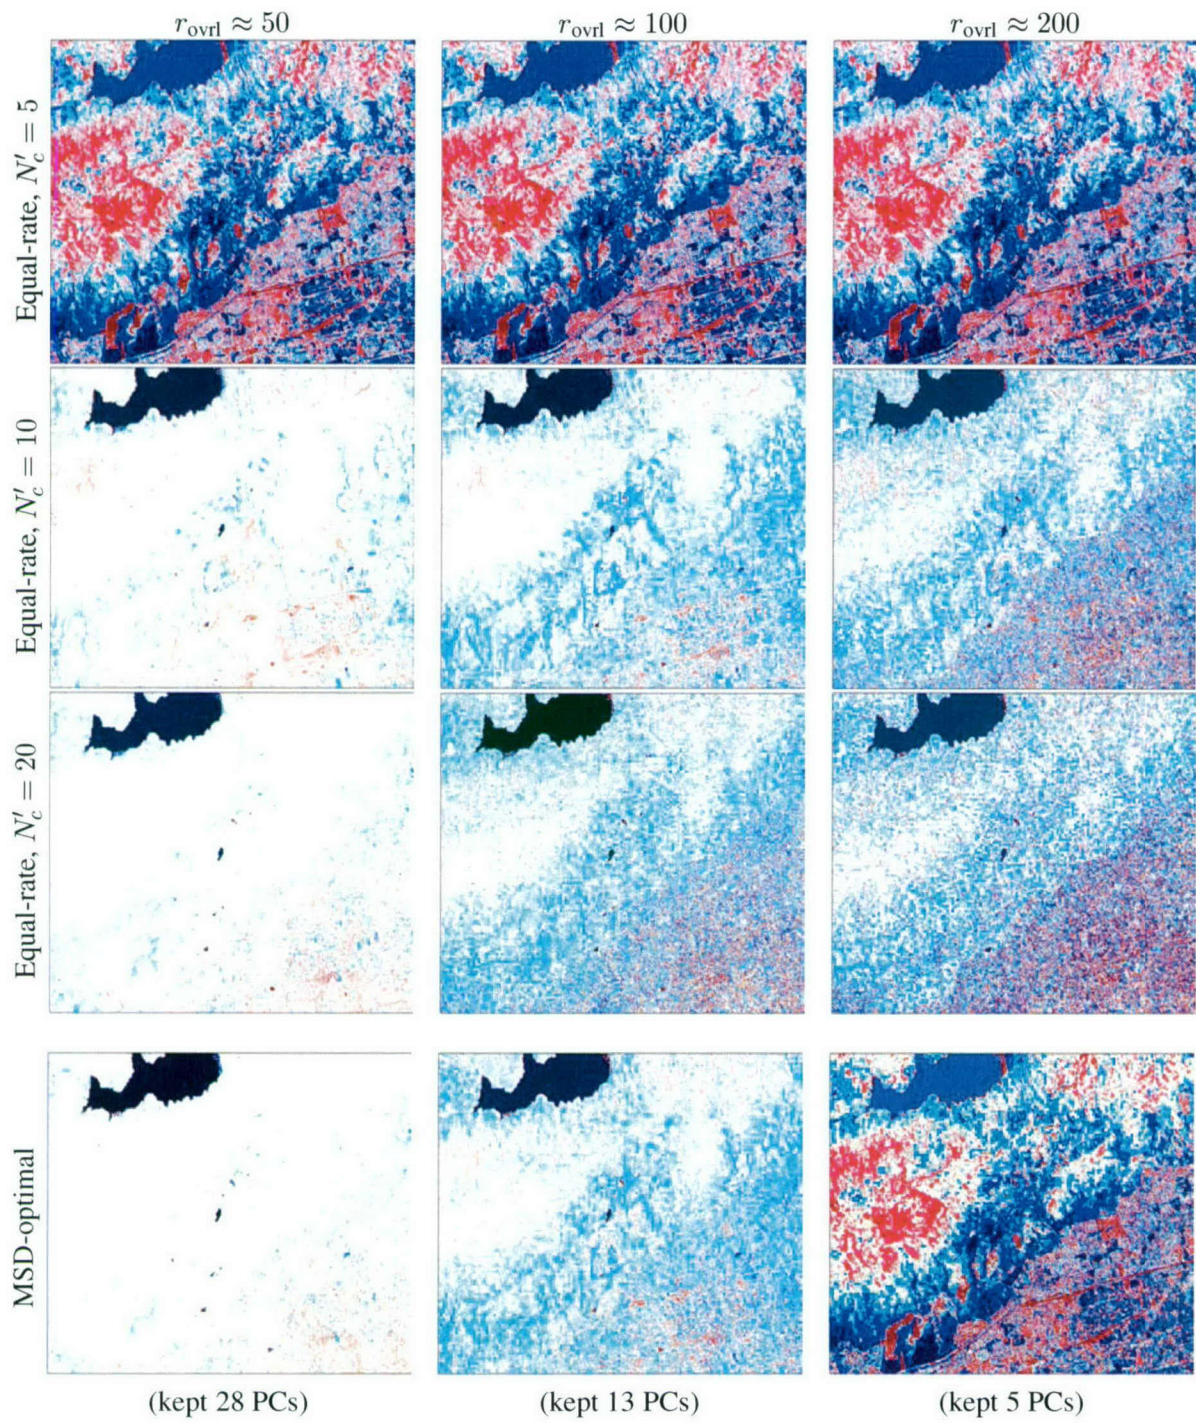 r_ovrl ≈ 50
r_ovrl ≈ 100
r_ovrl ≈ 200
Equal-rate, N'_c = 5
Equal-rate, N'_c = 10
Equal-rate, N'_c = 20
MSD-optimal
(kept 28 PCs)
(kept 13 PCs)
(kept 5 PCs)